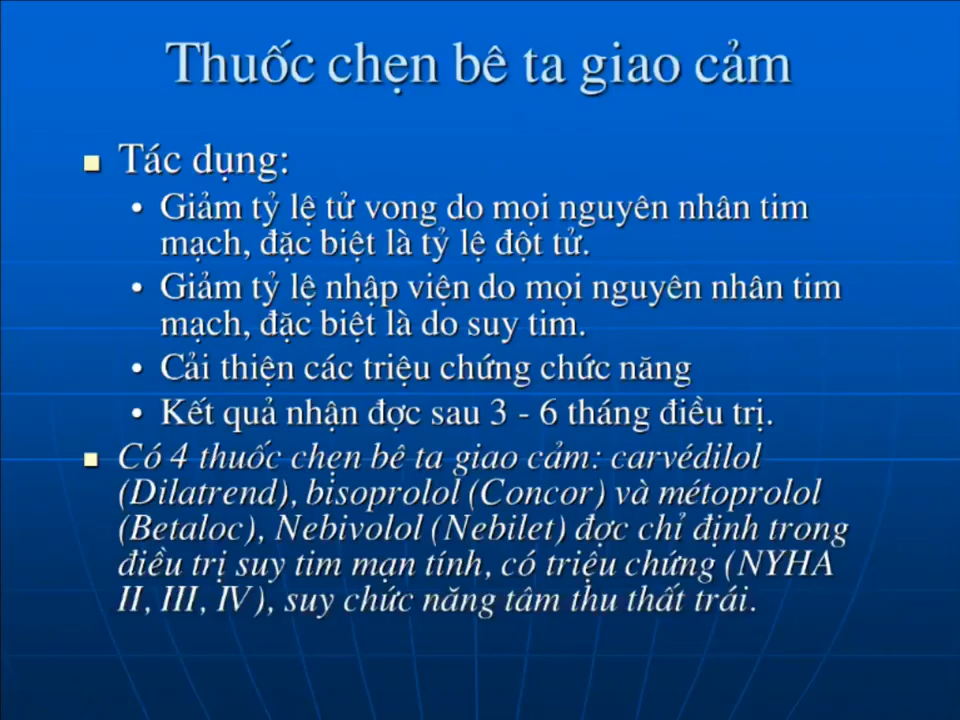 Thuốc chẹn bê ta giao cảm
Tác dụng:
• Giảm tỷ lệ tử vong do mọi nguyên nhân tim
mạch, đặc biệt là tỷ lệ đột tử.
• Giảm tỷ lệ nhập viện do mọi nguyên nhân tim
mạch, đặc biệt là do suy tim.
• Cải thiện các triệu chứng chức năng
• Kết quả nhận đợc sau 3 - 6 tháng điều trị.
Có 4 thuốc chẹn bê ta giao cảm: carvédilol
(Dilatrend), bisoprolol (Concor) và métoprolol
(Betaloc), Nebivolol (Nebilet) đợc chỉ định trong
điều trị suy tim mạn tính, có triệu chứng (NYHA
II, III, IV), suy chức năng tâm thu thất trái.